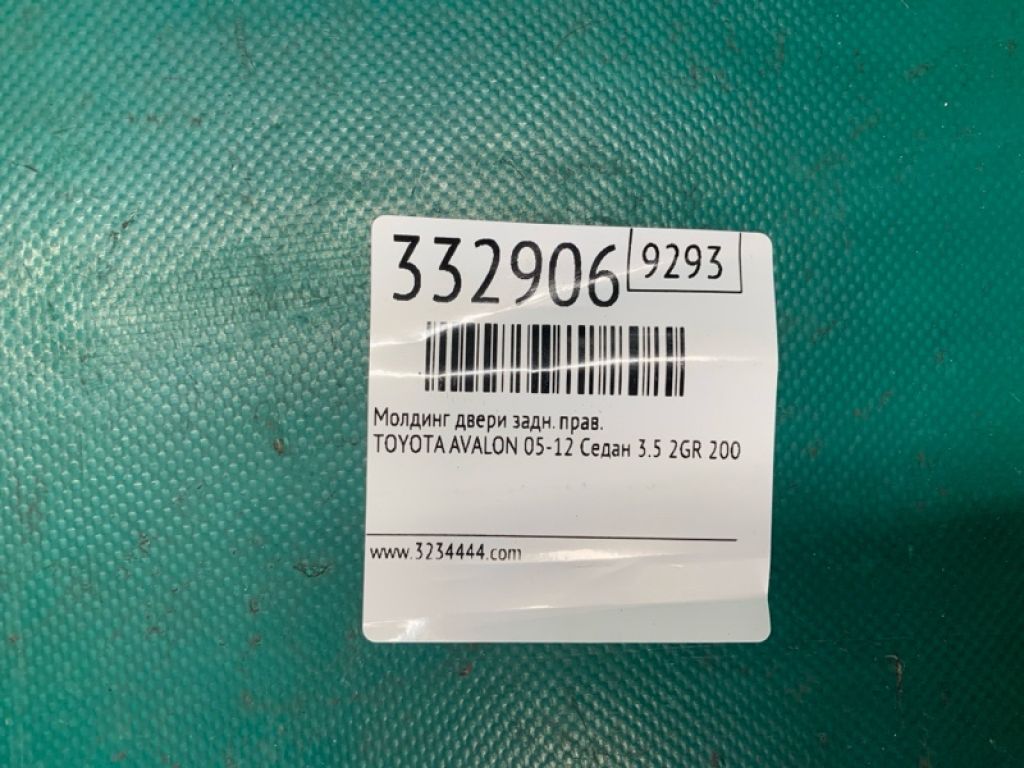 332906 9293
Молдинг двери задн. прав.
TOYOTA AVALON 05-12 Седан 3.5 2GR 200
www.3234444.com